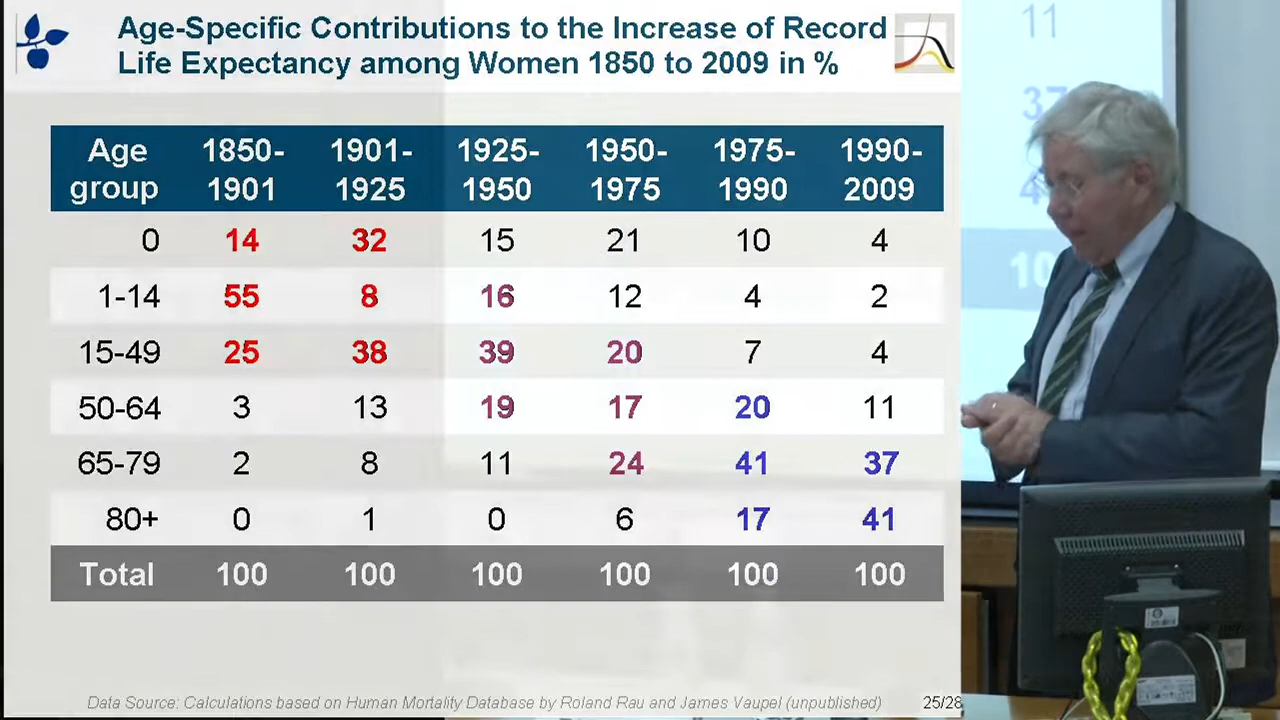 Age-Specific Contributions to the Increase of Record
Life Expectancy among Women 1850 to 2009 in %
Age group 1850-1901 1901-1925 1925-1950 1950-1975 1975-1990 1990-2009
0 14 32 15 21 10 4
1-14 55 8 16 12 4 2
15-49 25 38 39 20 7 4
50-64 3 13 19 17 20 11
65-79 2 8 11 24 41 37
80+ 0 1 0 6 17 41
Total 100 100 100 100 100 100
Data Source: Calculations based on Human Mortality Database by Roland Rau and James Vaupel (unpublished)
25/28
11
37